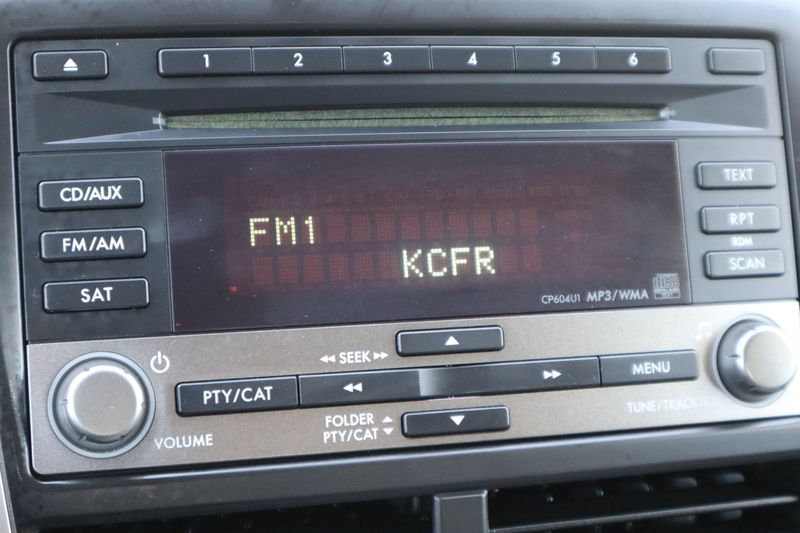 1 2 3 4 5 6
CD/AUX
FM/AM
SAT
FM1
KCFR
CP604U1 MP3/WMA
TEXT
RPT
RDM
SCAN
SEEK
VOLUME
PTY/CAT
MENU
FOLDER
PTY/CAT
TUNE/TRACK/CH